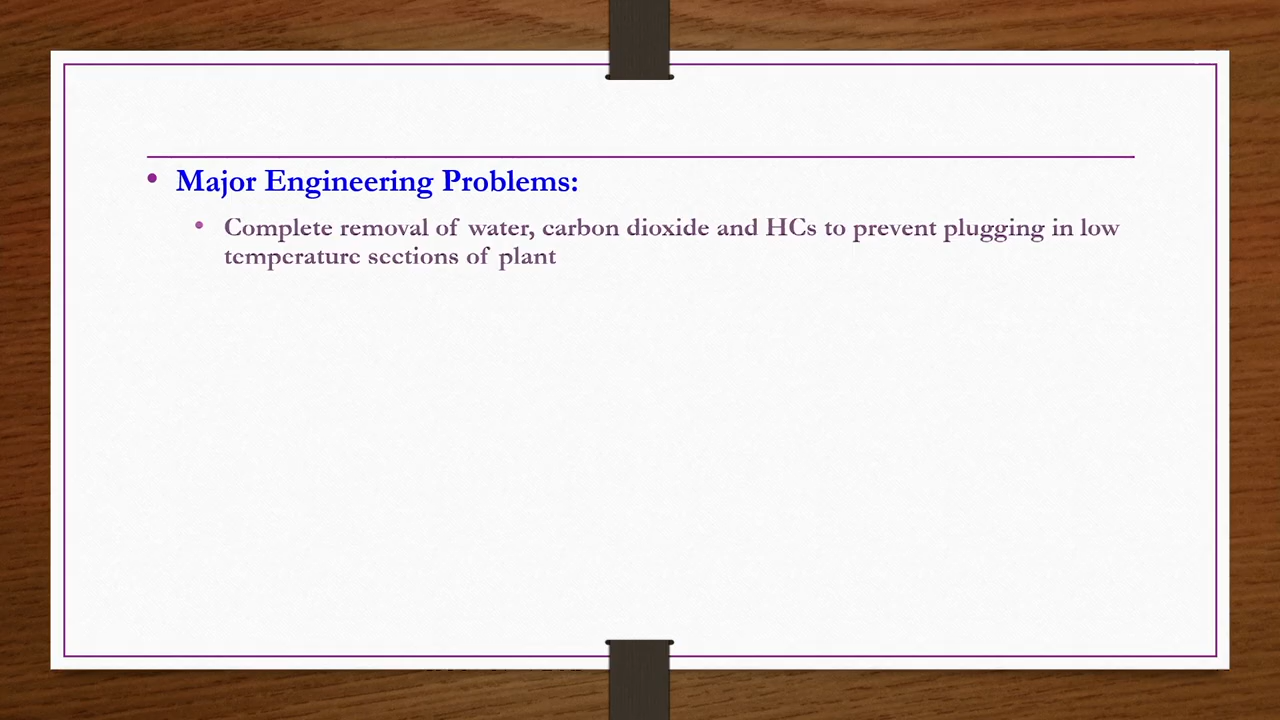 • Major Engineering Problems:
• Complete removal of water, carbon dioxide and HCs to prevent plugging in low
temperature sections of plant